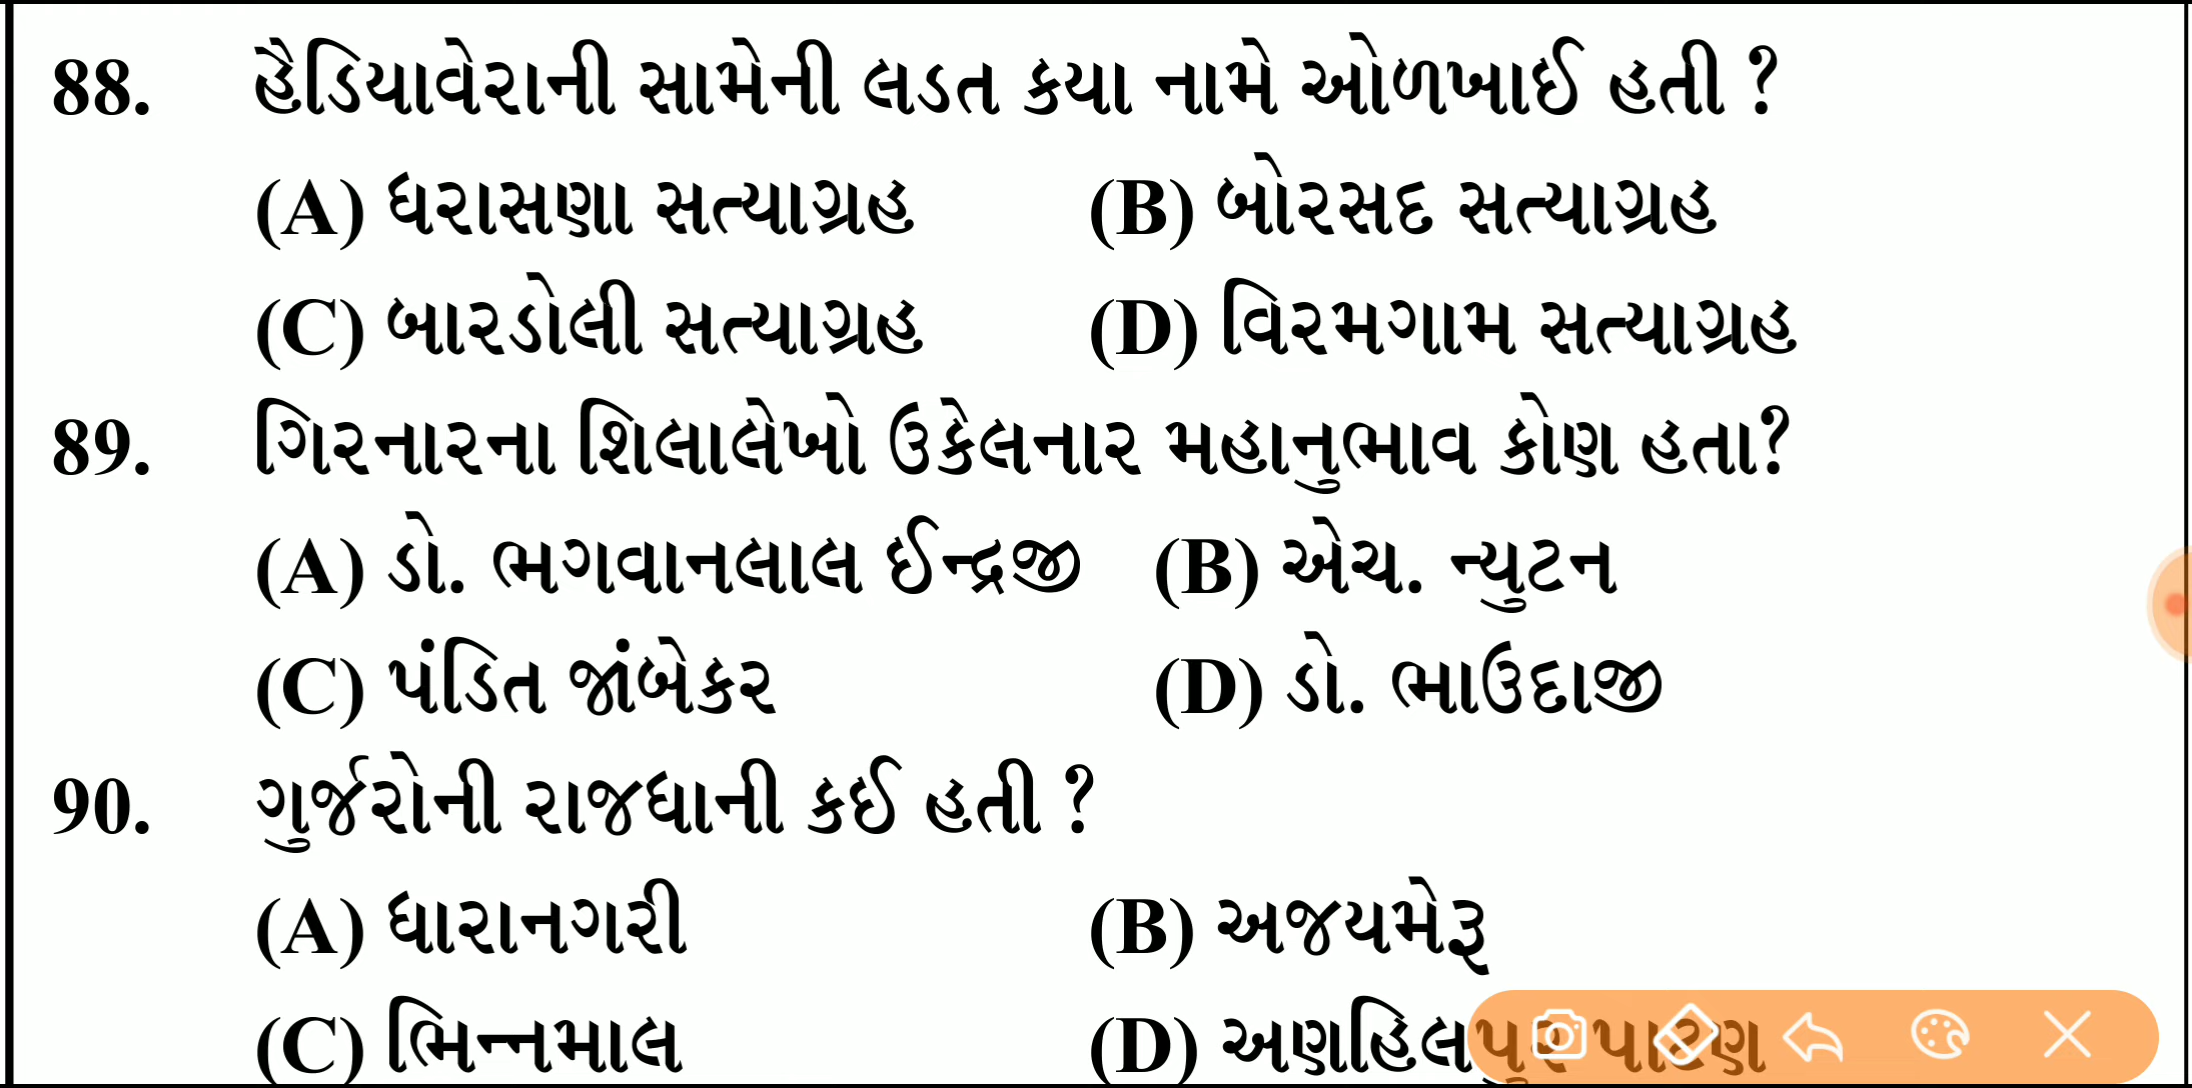 88. હૈડિયાવેરાની સામેની લડત કયા નામે ઓળખાઈ હતી ?
(A) ધરાસણા સત્યાગ્રહ (B) બોરસદ સત્યાગ્રહ
(C) બારડોલી સત્યાગ્રહ (D) વિરમગામ સત્યાગ્રહ
89. ગિરનારના શિલાલેખો ઉકેલનાર મહાનુભાવ કોણ હતા?
(A) ડો. ભગવાનલાલ ઈન્દ્રજી (B) એચ. ન્યુટન
(C) પંડિત જાંબેકર (D) ડો. ભાઉદાજી
90. ગુર્જરોની રાજધાની કઈ હતી ?
(A) ધારાનગરી (B) અજયમેરૂ
(C) ભિન્નમાલ (D) અણહિલપુર પાટણ